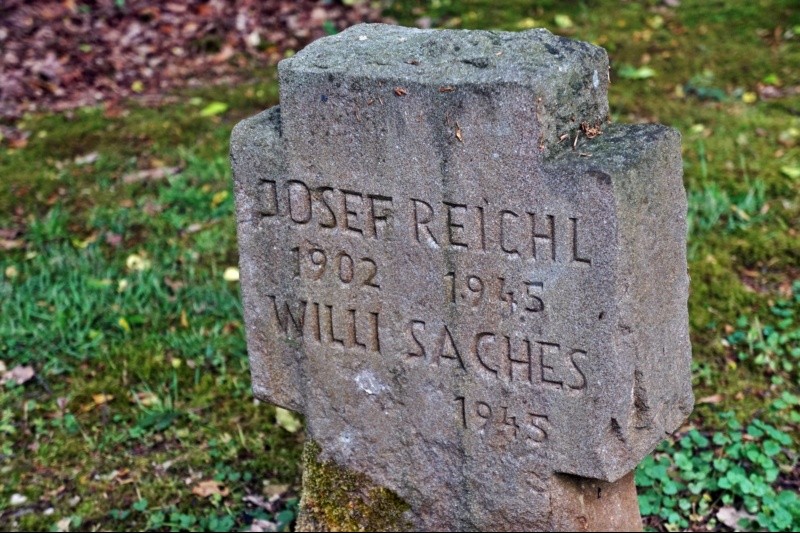 JOSEF REICHL
1902 1945
WILLI SACHES
1945